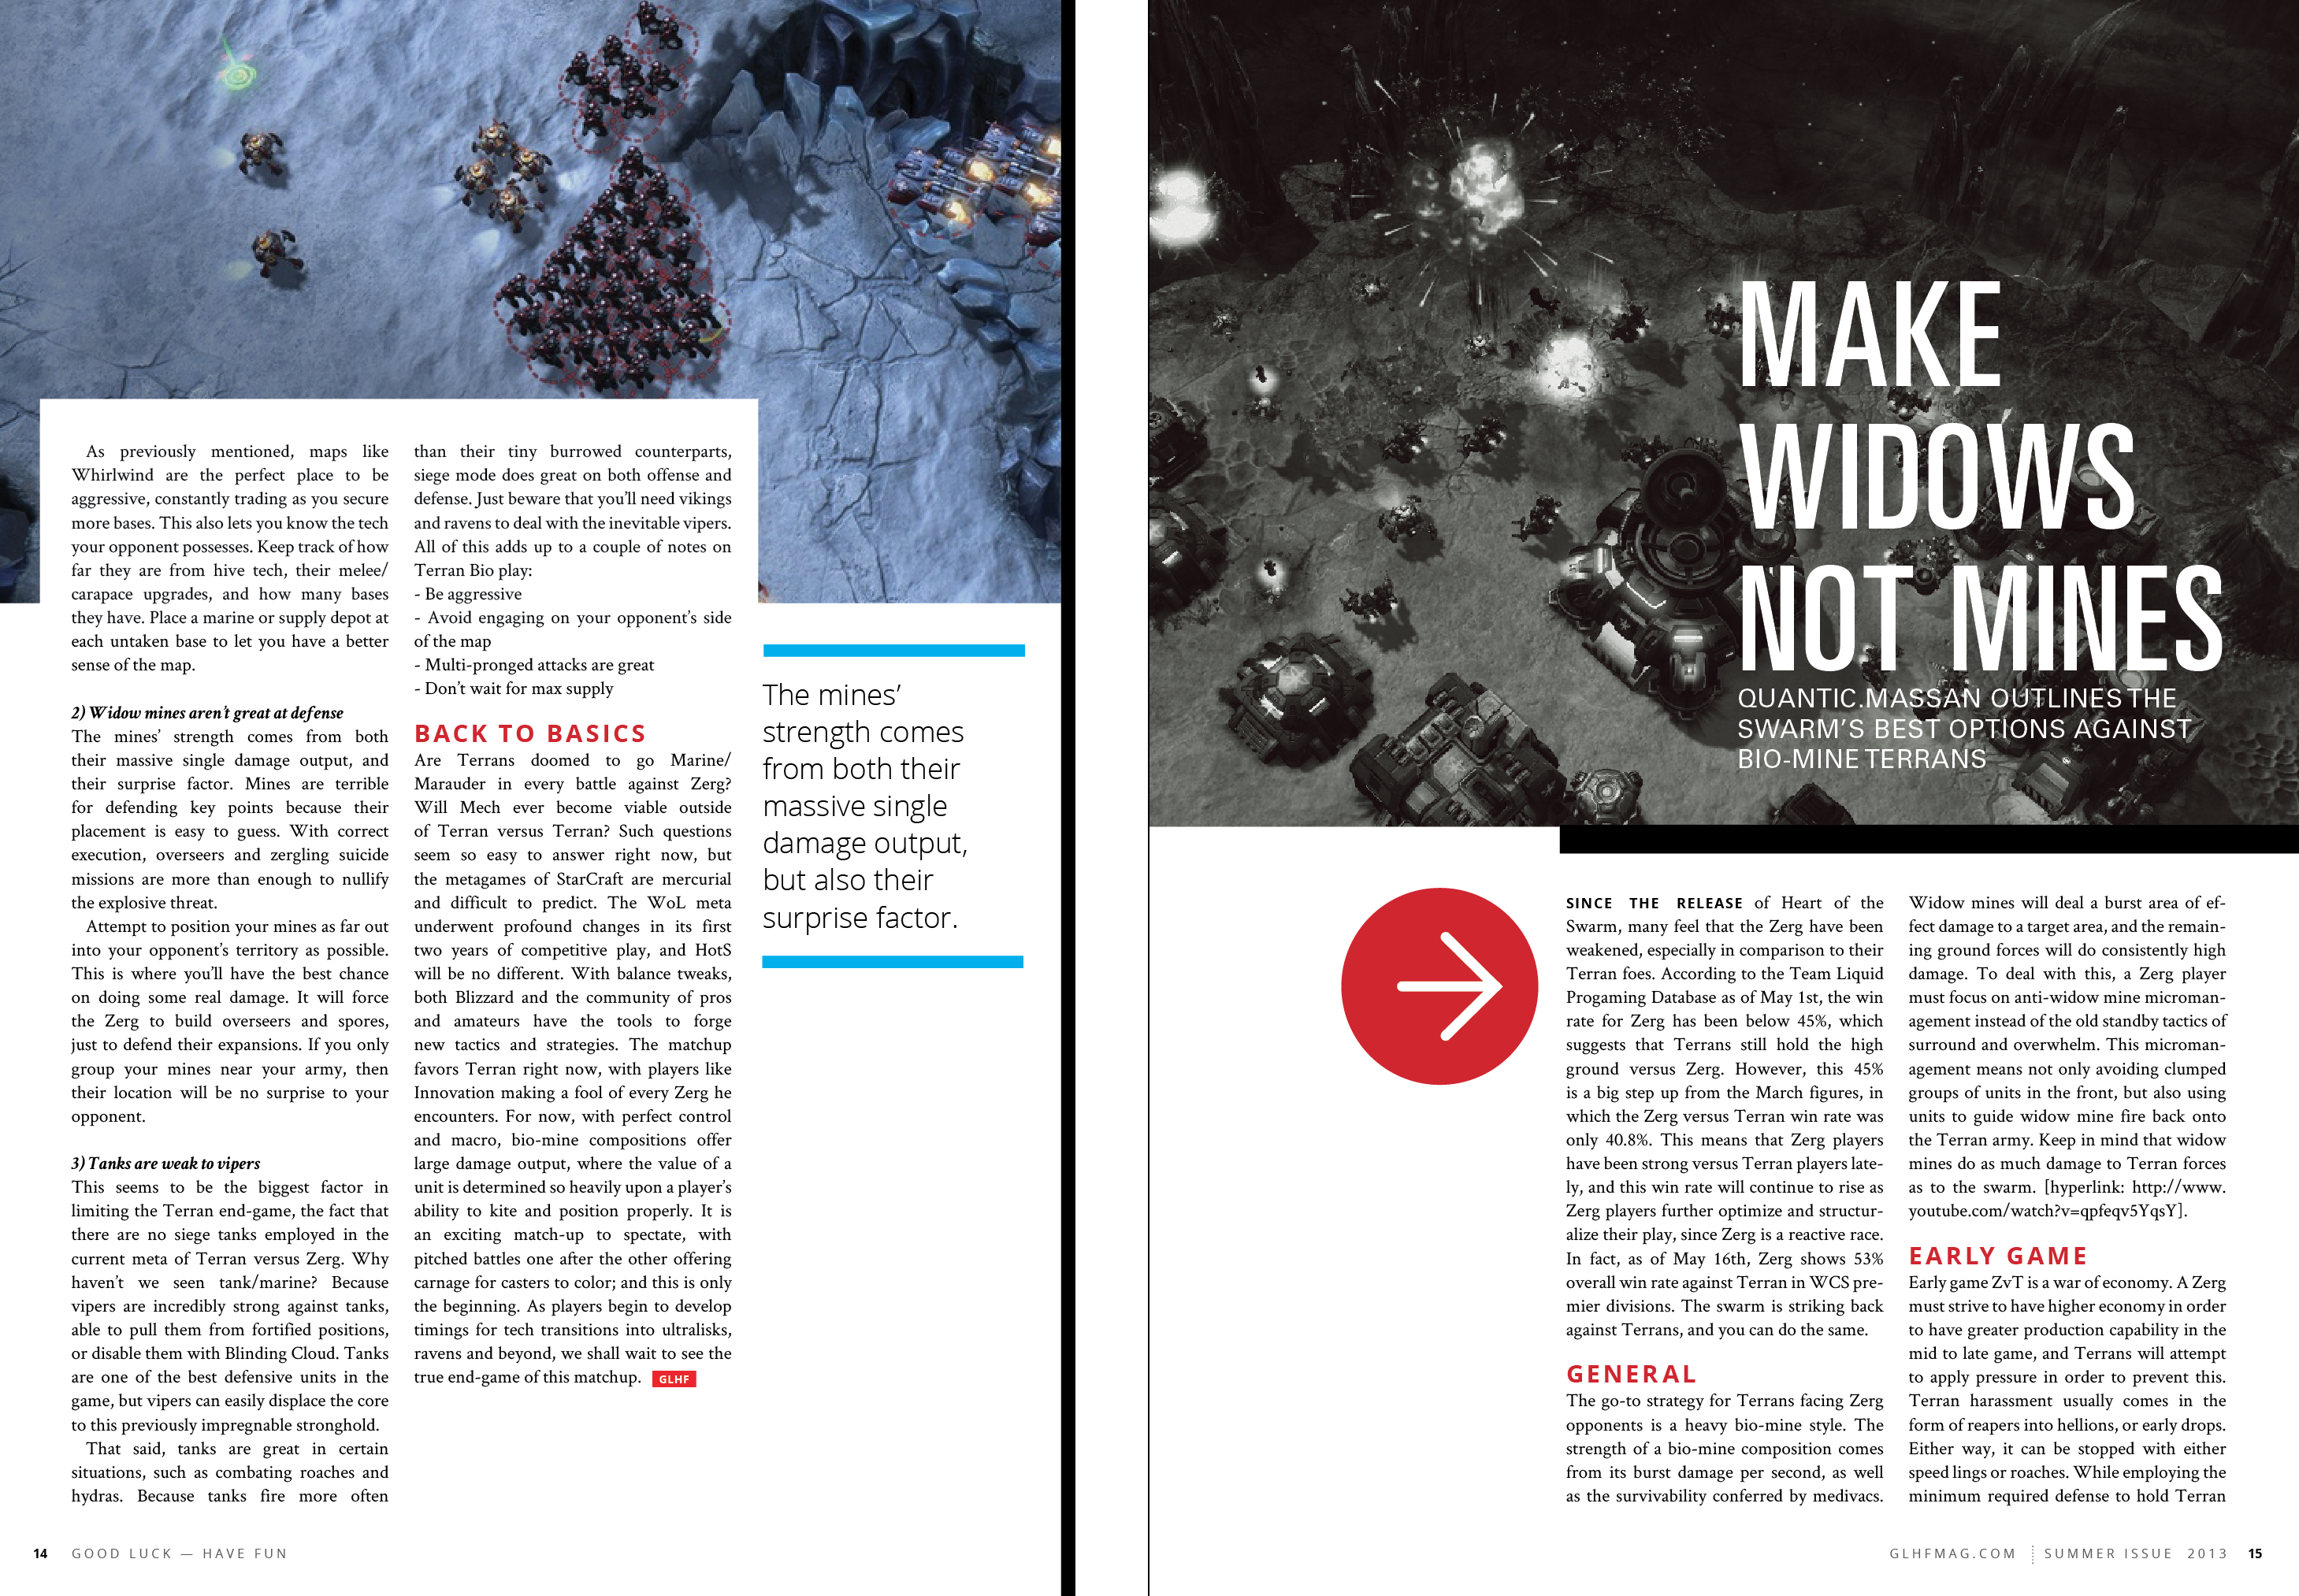 As previously mentioned, maps like
Whirlwind are the perfect place to be
aggressive, constantly trading as you secure
more bases. This also lets you know the tech
your opponent possesses. Keep track of how
far they are from hive tech, their melee/
carapace upgrades, and how many bases
they have. Place a marine or supply depot at
each untaken base to let you have a better
sense of the map.
2) Widow mines aren't great at defense
The mines' strength comes from both
their massive single damage output, and
their surprise factor. Mines are terrible
for defending key points because their
placement is easy to guess. With correct
execution, overseers and zergling suicide
missions are more than enough to nullify
the explosive threat.
Attempt to position your mines as far out
into your opponent's territory as possible.
This is where you'll have the best chance
on doing some real damage. It will force
the Zerg to build overseers and spores,
just to defend their expansions. If you only
group your mines near your army, then
their location will be no surprise to your
opponent.
3) Tanks are weak to vipers
This seems to be the biggest factor in
limiting the Terran end-game, the fact that
there are no siege tanks employed in the
current meta of Terran versus Zerg. Why
haven't we seen tank/marine? Because
vipers are incredibly strong against tanks,
able to pull them from fortified positions,
or disable them with Blinding Cloud. Tanks
are one of the best defensive units in the
game, but vipers can easily displace the core
to this previously impregnable stronghold.
That said, tanks are great in certain
situations, such as combating roaches and
hydras. Because tanks fire more often
than their tiny burrowed counterparts,
siege mode does great on both offense and
defense. Just beware that you'll need vikings
and ravens to deal with the inevitable vipers.
All of this adds up to a couple of notes on
Terran Bio play:
- Be aggressive
- Avoid engaging on your opponent's side
of the map
- Multi-pronged attacks are great
- Don't wait for max supply
BACK TO BASICS
Are Terrans doomed to go Marine/
Marauder in every battle against Zerg?
Will Mech ever become viable outside
of Terran versus Terran? Such questions
seem so easy to answer right now, but
the metagames of StarCraft are mercurial
and difficult to predict. The WoL meta
underwent profound changes in its first
two years of competitive play, and HotS
will be no different. With balance tweaks,
both Blizzard and the community of pros
and amateurs have the tools to forge
new tactics and strategies. The matchup
favors Terran right now, with players like
Innovation making a fool of every Zerg he
encounters. For now, with perfect control
and macro, bio-mine compositions offer
large damage output, where the value of a
unit is determined so heavily upon a player's
ability to kite and position properly. It is
an exciting match-up to spectate, with
pitched battles one after the other offering
carnage for casters to color; and this is only
the beginning. As players begin to develop
timings for tech transitions into ultralisks,
ravens and beyond, we shall wait to see the
true end-game of this matchup. GLHF
The mines'
strength comes
from both their
massive single
damage output,
but also their
surprise factor.
14 GOOD LUCK — HAVE FUN
MAKE
WIDOWS
NOT MINES
QUANTIC.MASSAN OUTLINES THE
SWARM'S BEST OPTIONS AGAINST
BIO-MINE TERRANS
SINCE THE RELEASE of Heart of the
Swarm, many feel that the Zerg have been
weakened, especially in comparison to their
Terran foes. According to the Team Liquid
Progaming Database as of May 1st, the win
rate for Zerg has been below 45%, which
suggests that Terrans still hold the high
ground versus Zerg. However, this 45%
is a big step up from the March figures, in
which the Zerg versus Terran win rate was
only 40.8%. This means that Zerg players
have been strong versus Terran players late-
ly, and this win rate will continue to rise as
Zerg players further optimize and structur-
alize their play, since Zerg is a reactive race.
In fact, as of May 16th, Zerg shows 53%
overall win rate against Terran in WCS pre-
mier divisions. The swarm is striking back
against Terrans, and you can do the same.
GENERAL
The go-to strategy for Terrans facing Zerg
opponents is a heavy bio-mine style. The
strength of a bio-mine composition comes
from its burst damage per second, as well
as the survivability conferred by medivacs.
Widow mines will deal a burst area of ef-
fect damage to a target area, and the remain-
ing ground forces will do consistently high
damage. To deal with this, a Zerg player
must focus on anti-widow mine microman-
agement instead of the old standby tactics of
surround and overwhelm. This microman-
agement means not only avoiding clumped
groups of units in the front, but also using
units to guide widow mine fire back onto
the Terran army. Keep in mind that widow
mines do as much damage to Terran forces
as to the swarm. [hyperlink: http://www.
youtube.com/watch?v=qpfeqv5YqsY].
EARLY GAME
Early game ZvT is a war of economy. A Zerg
must strive to have higher economy in order
to have greater production capability in the
mid to late game, and Terrans will attempt
to apply pressure in order to prevent this.
Terran harassment usually comes in the
form of reapers into hellions, or early drops.
Either way, it can be stopped with either
speed lings or roaches. While employing the
minimum required defense to hold Terran
GLHFMAG.COM SUMMER ISSUE 2013 15